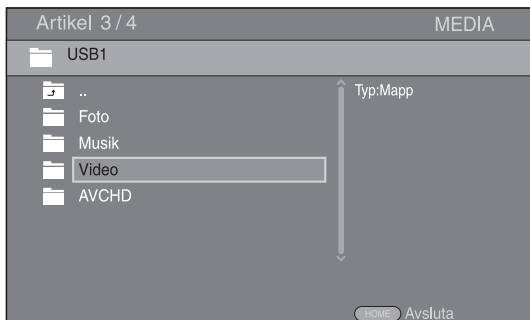 Artikel 3 / 4 MEDIA
USB1
..
Typ:Mapp
Foto
Musik
Video
AVCHD
HOME Avsluta